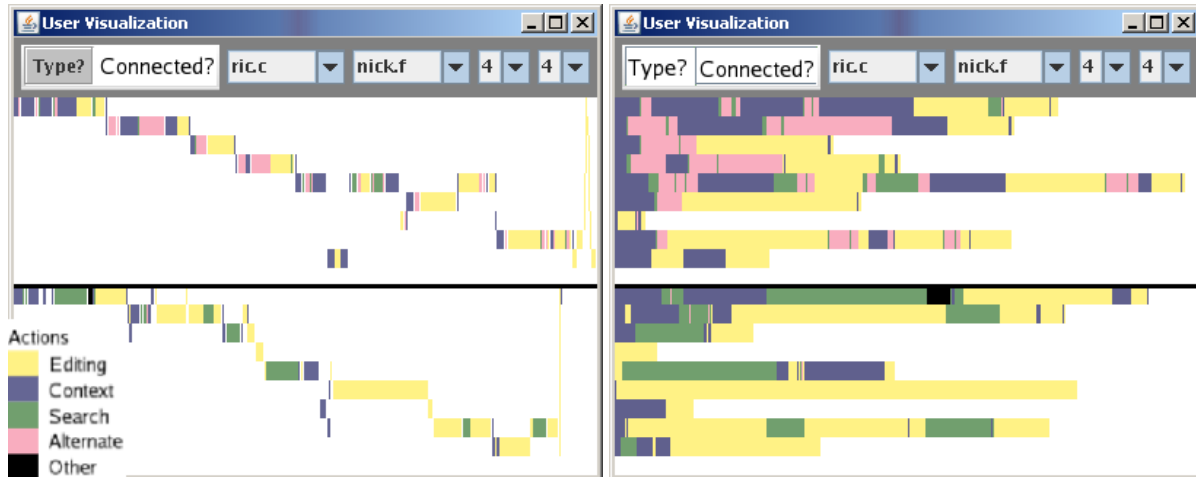 User Visualization
Type? Connected? ric.c nick.f 4 4
Actions
Editing
Context
Search
Alternate
Other
User Visualization
Type? Connected? ric.c nick.f 4 4